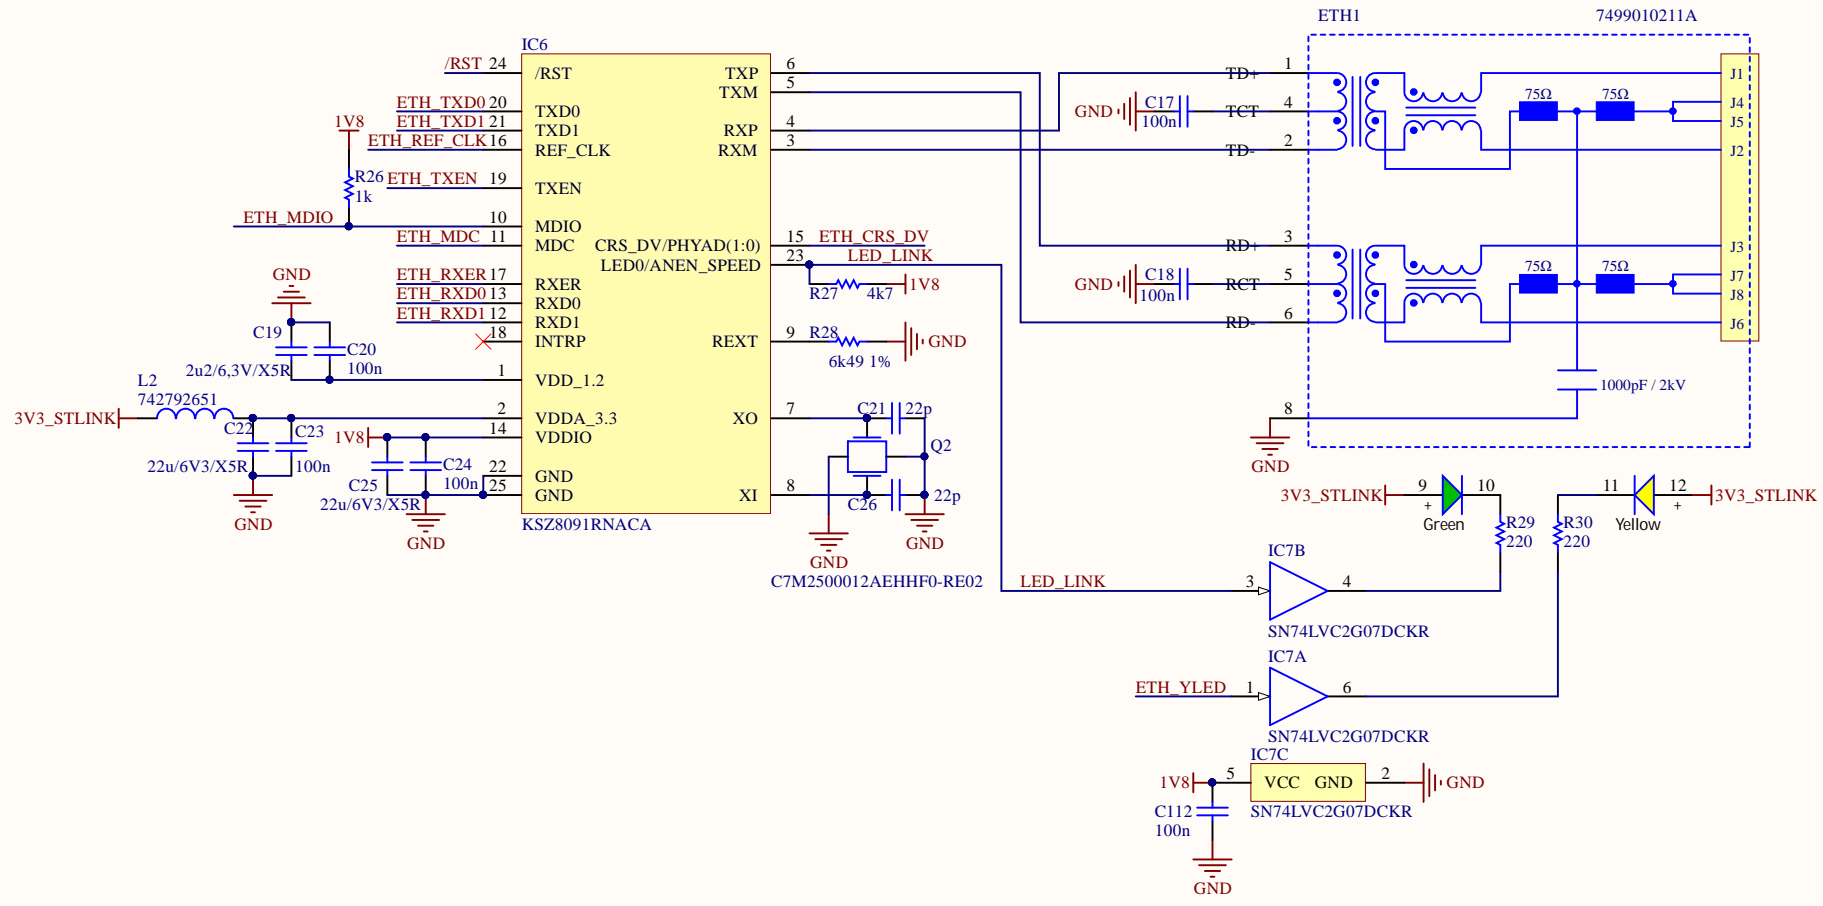 ETH1 7499010211A
IC6
/RST 24 /RST TXP 6
TXM 5
ETH_TXD0 20 TXD0
ETH_TXD1 21 TXD1 RXP 4
ETH_REF_CLK 16 REF_CLK RXM 3
1V8
R26
1k
ETH_TXEN 19 TXEN
ETH_MDIO 10 MDIO
ETH_MDC 11 MDC CRS_DV/PHYAD(1:0) 15 ETH_CRS_DV
LED0/ANEN_SPEED 23 LED_LINK
R27 4k7 1V8
ETH_RXER 17 RXER
ETH_RXD0 13 RXD0
ETH_RXD1 12 RXD1
18 INTRP REXT 9 R28 GND
6k49 1%
GND
C19
C20
2u2/6,3V/X5R 100n
1 VDD_1.2
L2
742792651
3V3_STLINK 2 VDDA_3.3 XO 7 C21 22p
C22 C23 1V8 14 VDDIO
22u/6V3/X5R 100n
GND
C24
100n
C25
22u/6V3/X5R
GND
22 GND
25 GND XI 8 C26 22p
Q2
KSZ8091RNACA
GND GND
C7M2500012AEHHF0-RE02
1 TD+ J1
GND C17 100n TCT 4 75Ω 75Ω J4
J5
TD- 2 J2
RD+ 3 J3
GND C18 100n RCT 5 75Ω 75Ω J7
J8
RD- 6 J6
1000pF / 2kV
8
GND
3V3_STLINK 9 + Green 10 11 Yellow 12 + 3V3_STLINK
R29
220
R30
220
IC7B
LED_LINK 3 4
SN74LVC2G07DCKR
IC7A
ETH_YLED 1 6
SN74LVC2G07DCKR
IC7C
1V8 5 VCC GND 2 GND
C112 SN74LVC2G07DCKR
100n
GND